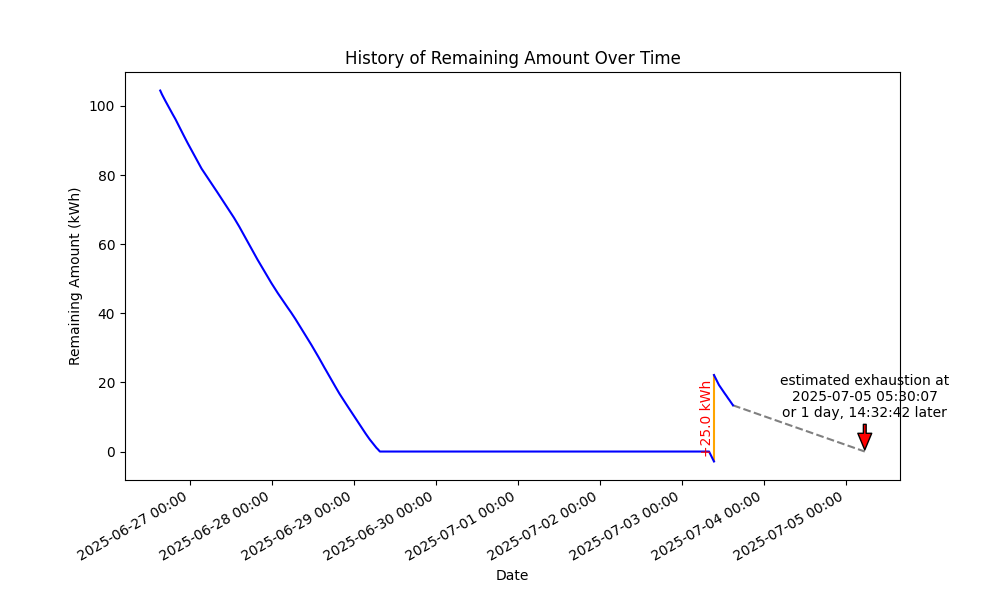 History of Remaining Amount Over Time
Remaining Amount (kWh)
100
80
60
40
20
0
+25.0 kWh
estimated exhaustion at
2025-07-05 05:30:07
or 1 day, 14:32:42 later
2025-06-27 00:00
2025-06-28 00:00
2025-06-29 00:00
2025-06-30 00:00
2025-07-01 00:00
2025-07-02 00:00
2025-07-03 00:00
2025-07-04 00:00
2025-07-05 00:00
Date